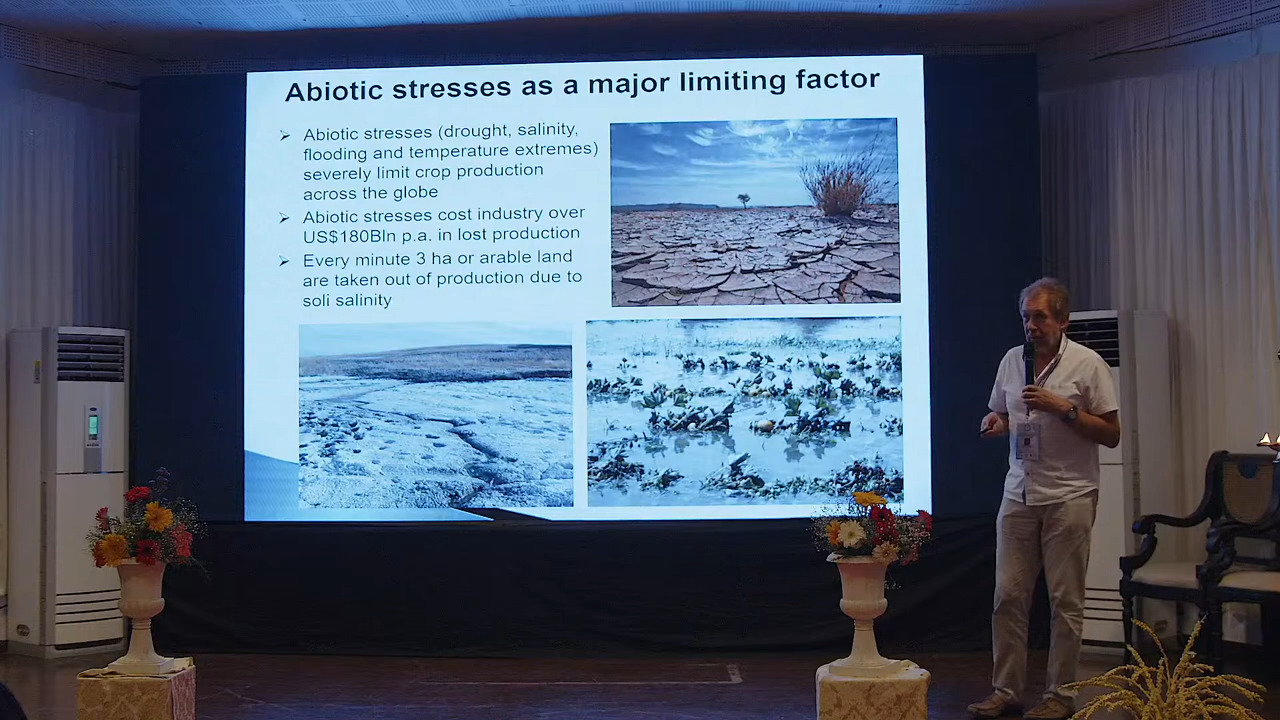 Abiotic stresses as a major limiting factor
➢ Abiotic stresses (drought, salinity,
flooding and temperature extremes)
severely limit crop production
across the globe
➢ Abiotic stresses cost industry over
US$180Bln p.a. in lost production
➢ Every minute 3 ha or arable land
are taken out of production due to
soli salinity